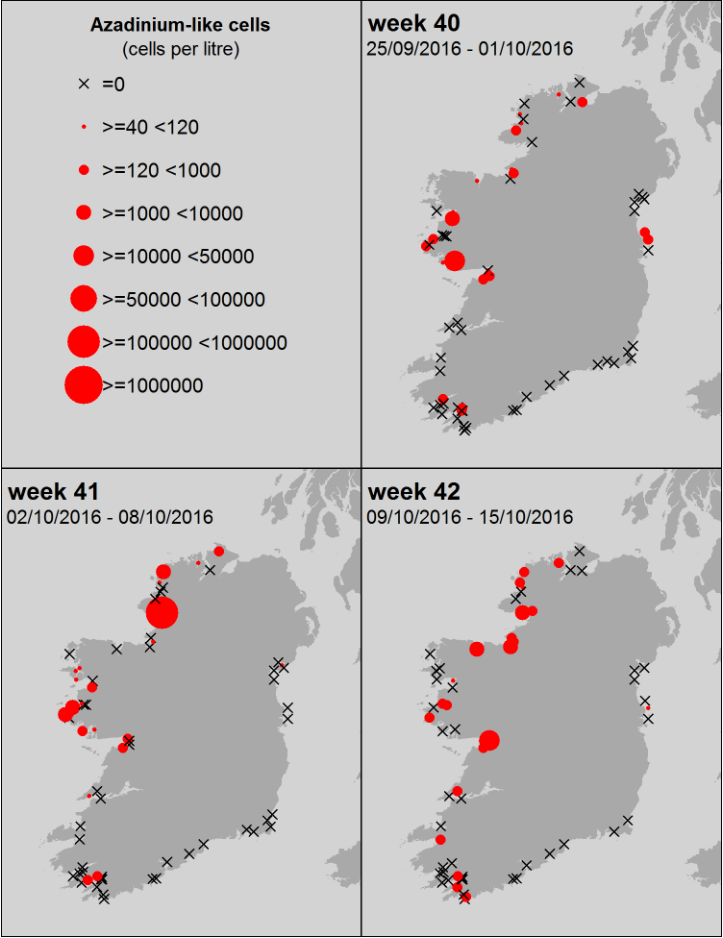 Azadinium-like cells
(cells per litre)
=0
>=40 <120
>=120 <1000
>=1000 <10000
>=10000 <50000
>=50000 <100000
>=100000 <1000000
>=1000000
week 40
25/09/2016 - 01/10/2016
week 41
02/10/2016 - 08/10/2016
week 42
09/10/2016 - 15/10/2016